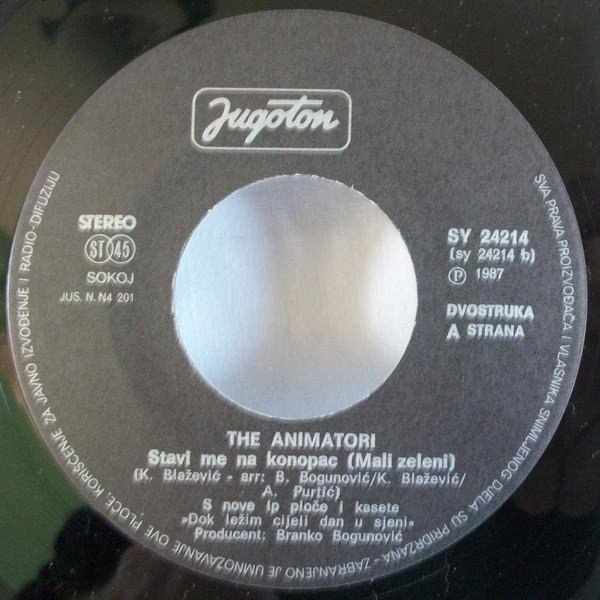 Jugoton
STEREO
ST 45
SOKOJ
JUS. N. N4 201
SY 24214
(sy 24214 b)
Ⓟ 1987
DVOSTRUKA
A STRANA
THE ANIMATORI
Stavi me na konopac (Mali zeleni)
(K. Blažević - arr: B. Bogunović/K. Blažević/
A. Purtić)
S nove lp ploče i kasete
»Dok ležim cijeli dan u sjeni«
Producent: Branko Bogunović
SVA PRAVA PROIZVOĐAČA I VLASNIKA SNIMLJENOG DJELA SU PRIDRŽANA - ZABRANJENO JE UMNOŽAVANJE OVE PLOČE, KORIŠĆENJE ZA JAVNO IZVOĐENJE I RADIO-DIFUZIJU